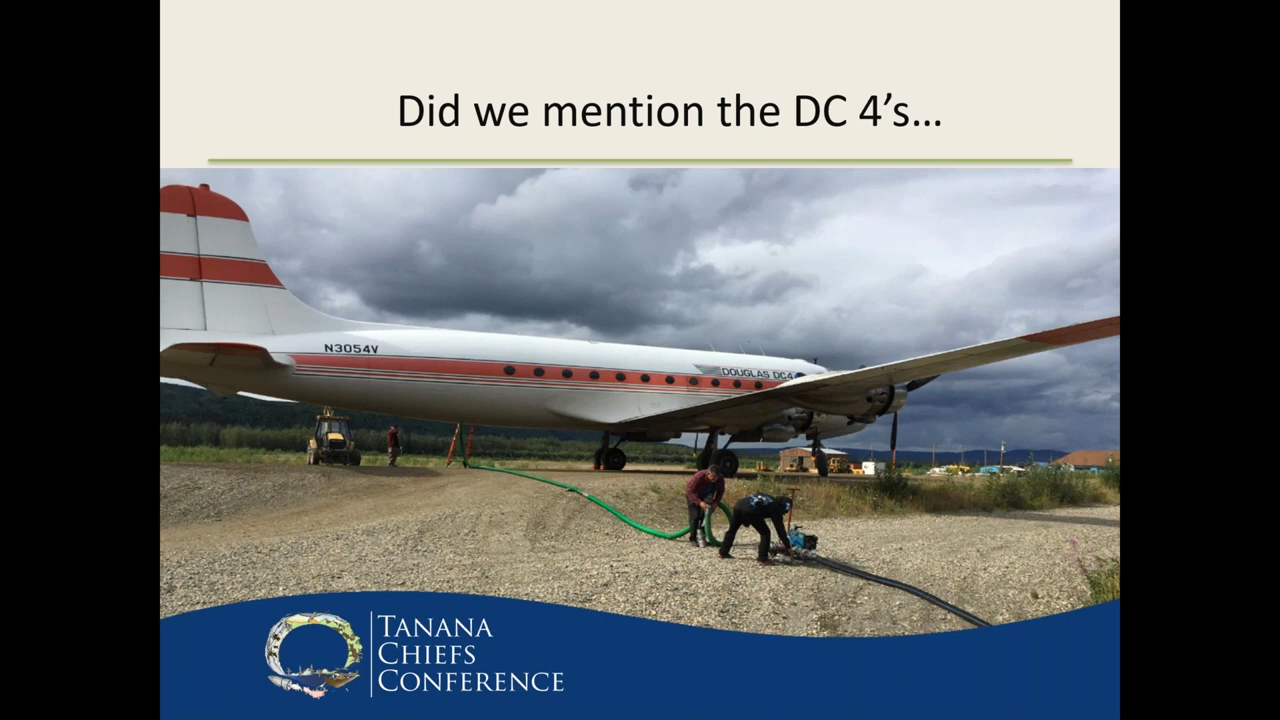 Did we mention the DC 4’s…
N3054V
DOUGLAS DC4
TANANA
CHIEFS
CONFERENCE